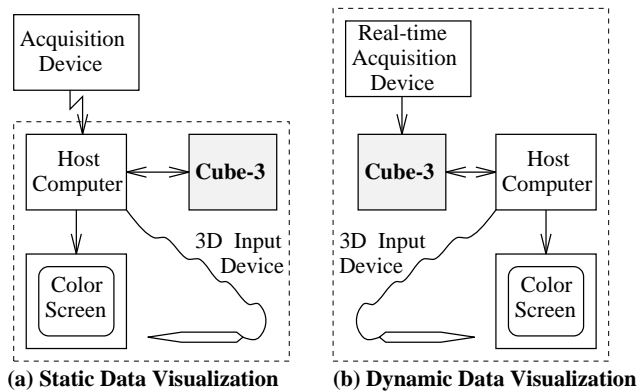 Acquisition
Device
Host
Computer
Cube-3
3D Input
Device
Color
Screen
(a) Static Data Visualization
Real-time
Acquisition
Device
Cube-3
Host
Computer
3D Input
Device
Color
Screen
(b) Dynamic Data Visualization